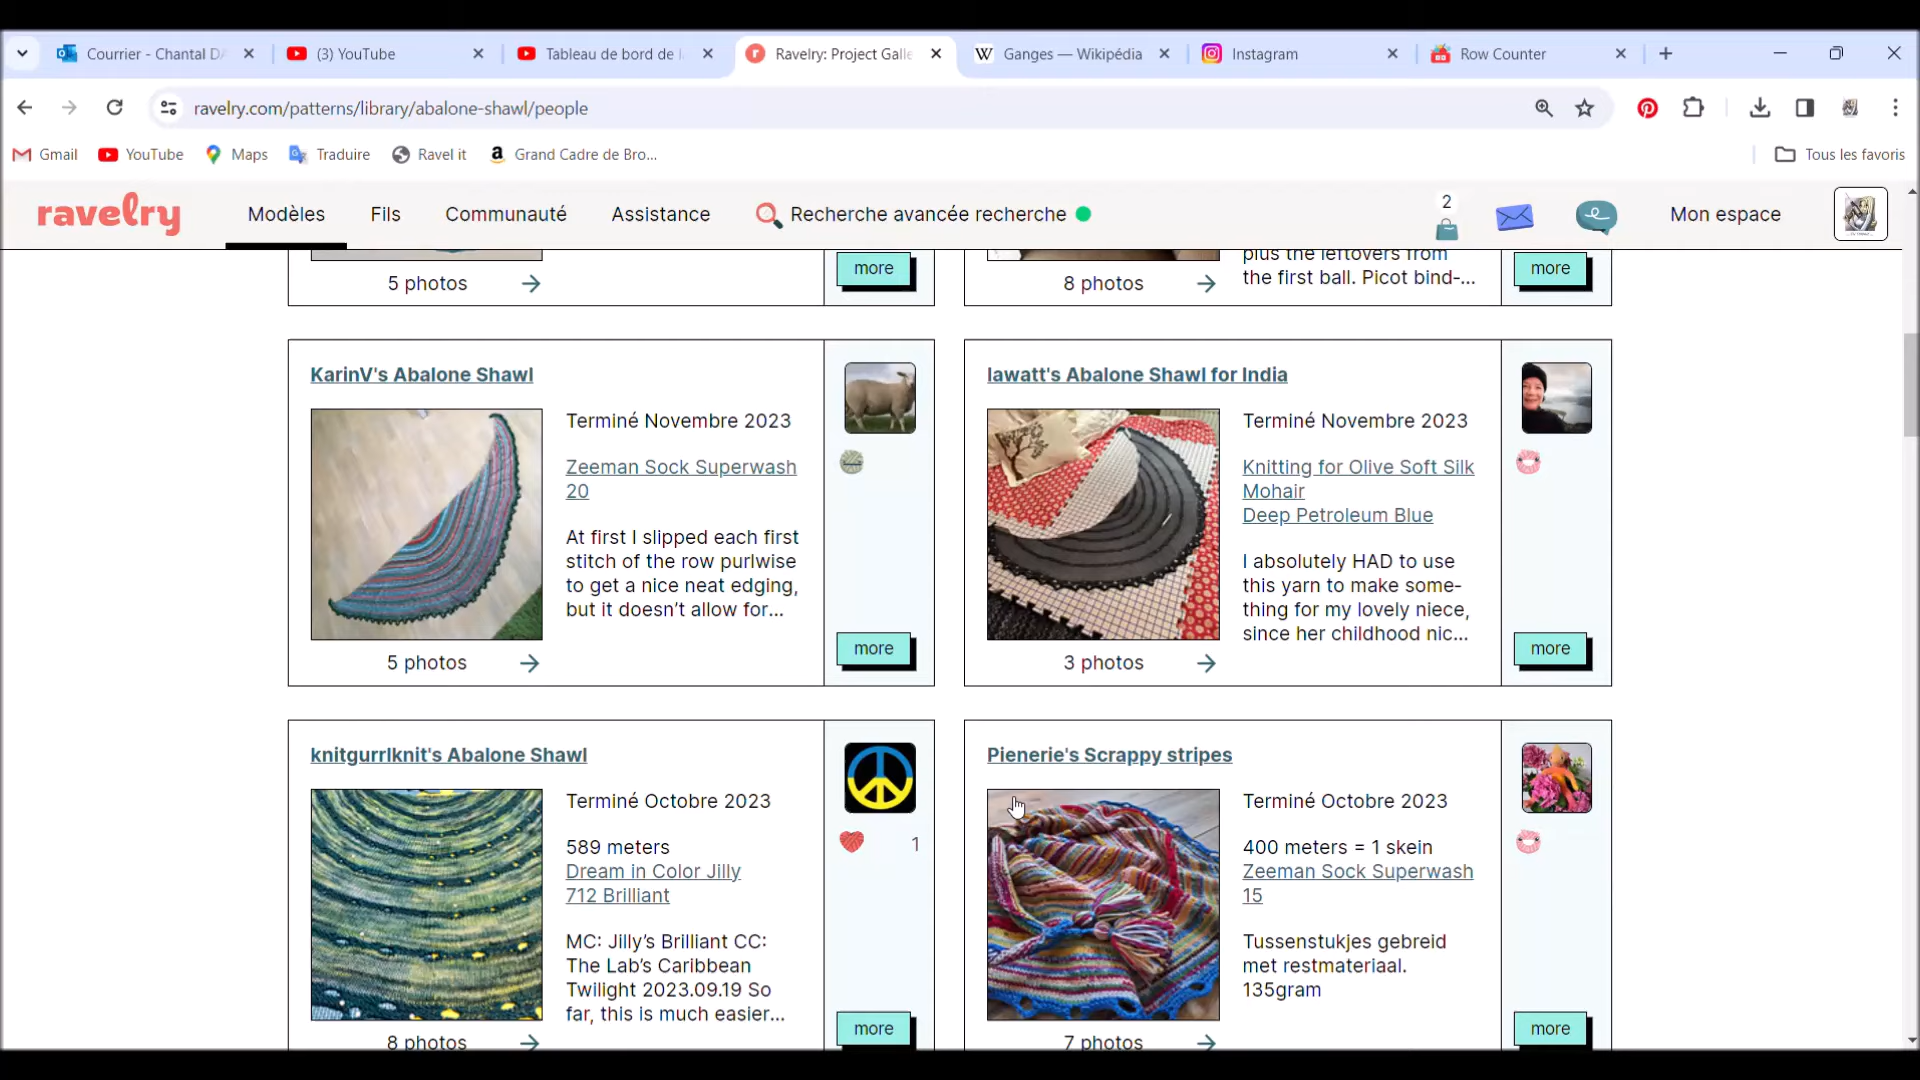 Courrier - Chantal DA
(3) YouTube
Tableau de bord de l
Ravelry: Project Galle
Ganges — Wikipédia
Instagram
Row Counter
ravelry.com/patterns/library/abalone-shawl/people
Gmail
YouTube
Maps
Traduire
Ravel it
Grand Cadre de Bro...
Tous les favoris
ravelry
Modèles
Fils
Communauté
Assistance
Recherche avancée recherche
2
Mon espace
5 photos
more
plus the leftovers from
the first ball. Picot bind-...
8 photos
more
KarinV's Abalone Shawl
Terminé Novembre 2023
Zeeman Sock Superwash
20
At first I slipped each first
stitch of the row purlwise
to get a nice neat edging,
but it doesn't allow for...
5 photos
more
lawatt's Abalone Shawl for India
Terminé Novembre 2023
Knitting for Olive Soft Silk
Mohair
Deep Petroleum Blue
I absolutely HAD to use
this yarn to make some-
thing for my lovely niece,
since her childhood nic...
3 photos
more
knitgurrlknit's Abalone Shawl
Terminé Octobre 2023
589 meters
Dream in Color Jilly
712 Brilliant
MC: Jilly's Brilliant CC:
The Lab's Caribbean
Twilight 2023.09.19 So
far, this is much easier...
1
8 photos
more
Pienerie's Scrappy stripes
Terminé Octobre 2023
400 meters = 1 skein
Zeeman Sock Superwash
15
Tussenstukjes gebreid
met restmateriaal.
135gram
7 photos
more